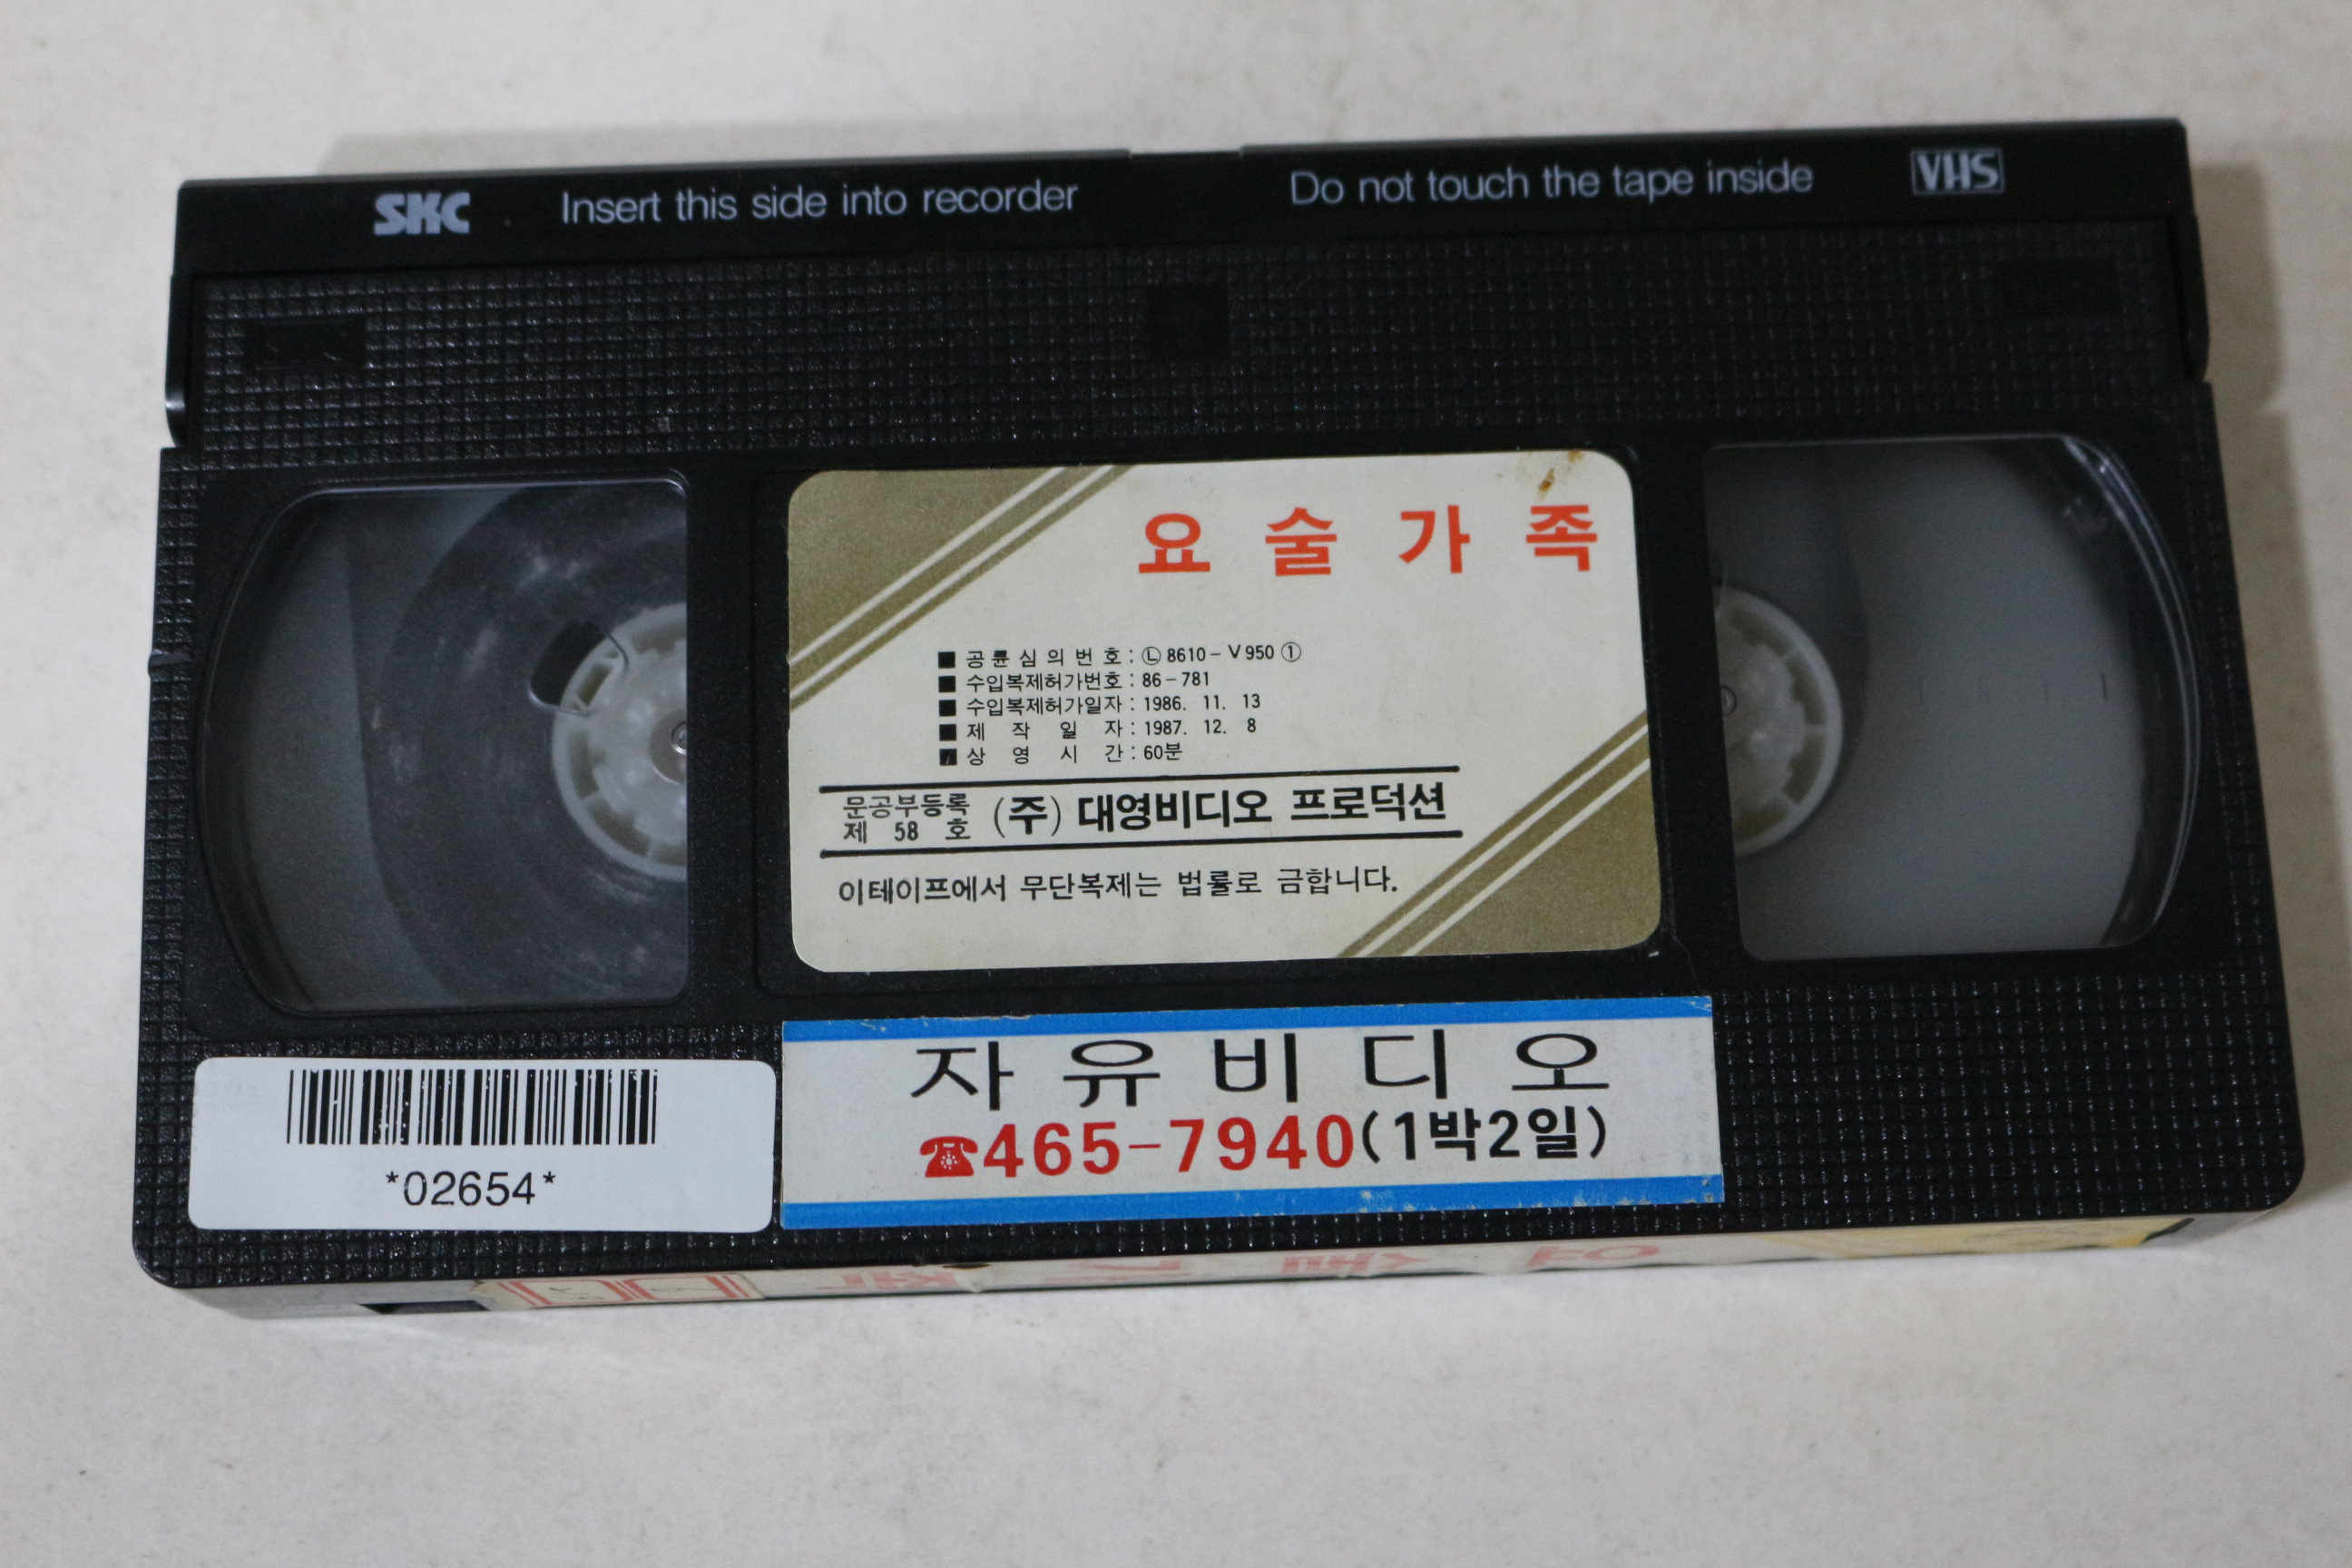 SKC Insert this side into recorder Do not touch the tape inside VHS
요술가족
■ 공륜심의번호 : Ⓛ 8610-V950 ①
■ 수입복제허가번호 : 86-781
■ 수입복제허가일자 : 1986. 11. 13
■ 제작일자 : 1987. 12. 8
■ 상영시간 : 60분
문공부등록
제 58 호
(주) 대영비디오 프로덕션
이테이프에서 무단복제는 법률로 금합니다.
자유비디오
☎465-7940(1박2일)
*02654*
요술가족